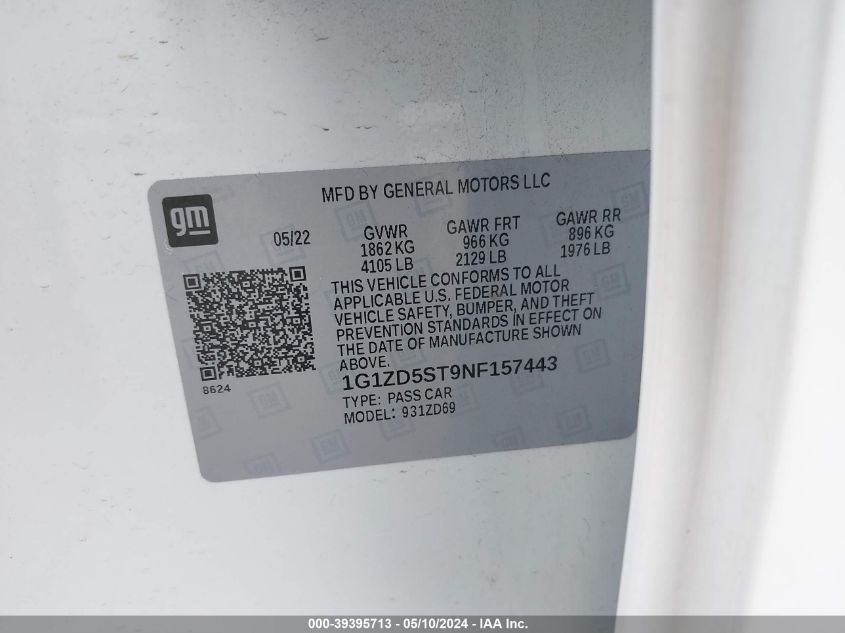 gm
MFD BY GENERAL MOTORS LLC
05/22
GVWR
1862 KG
4105 LB
GAWR FRT
966 KG
2129 LB
GAWR RR
896 KG
1976 LB
THIS VEHICLE CONFORMS TO ALL
APPLICABLE U.S. FEDERAL MOTOR
VEHICLE SAFETY, BUMPER, AND THEFT
PREVENTION STANDARDS IN EFFECT ON
THE DATE OF MANUFACTURE SHOWN
ABOVE.
8624
1G1ZD5ST9NF157443
TYPE: PASS CAR
MODEL: 931ZD69
000-39395713 - 05/10/2024 - IAA Inc.